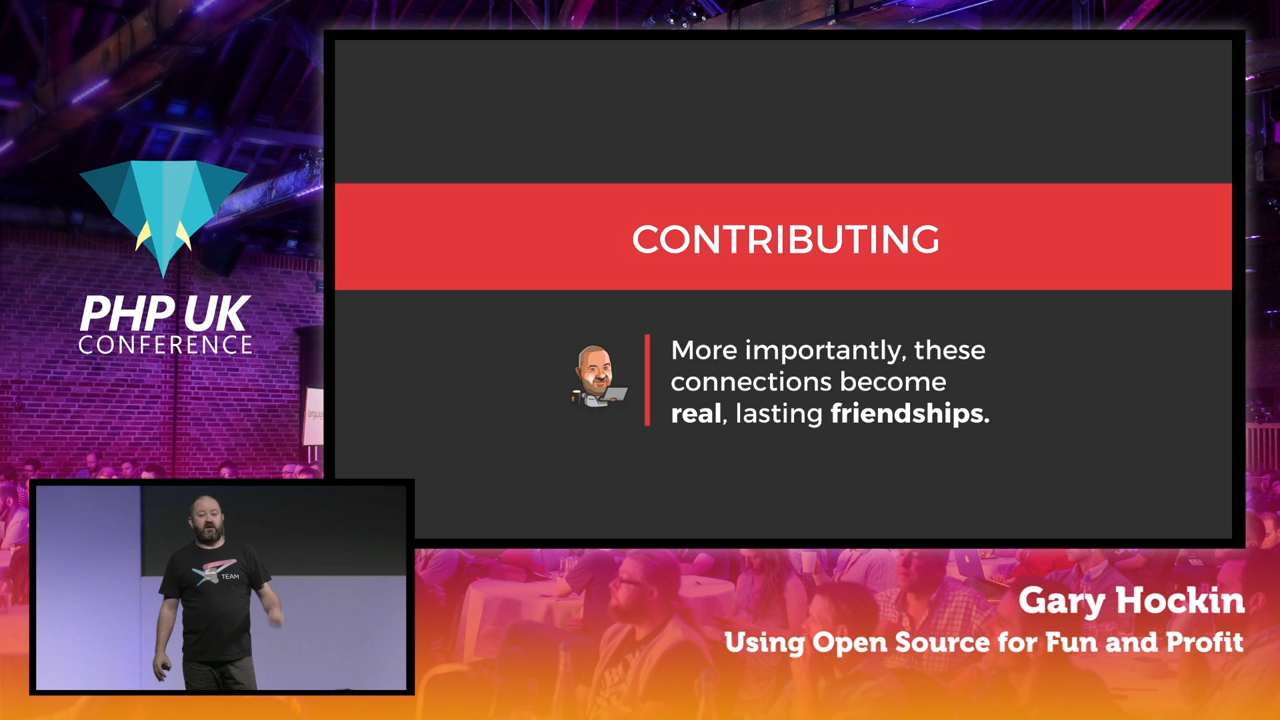 PHP UK
CONFERENCE
CONTRIBUTING
More importantly, these
connections become
real, lasting friendships.
TEAM
Gary Hockin
Using Open Source for Fun and Profit